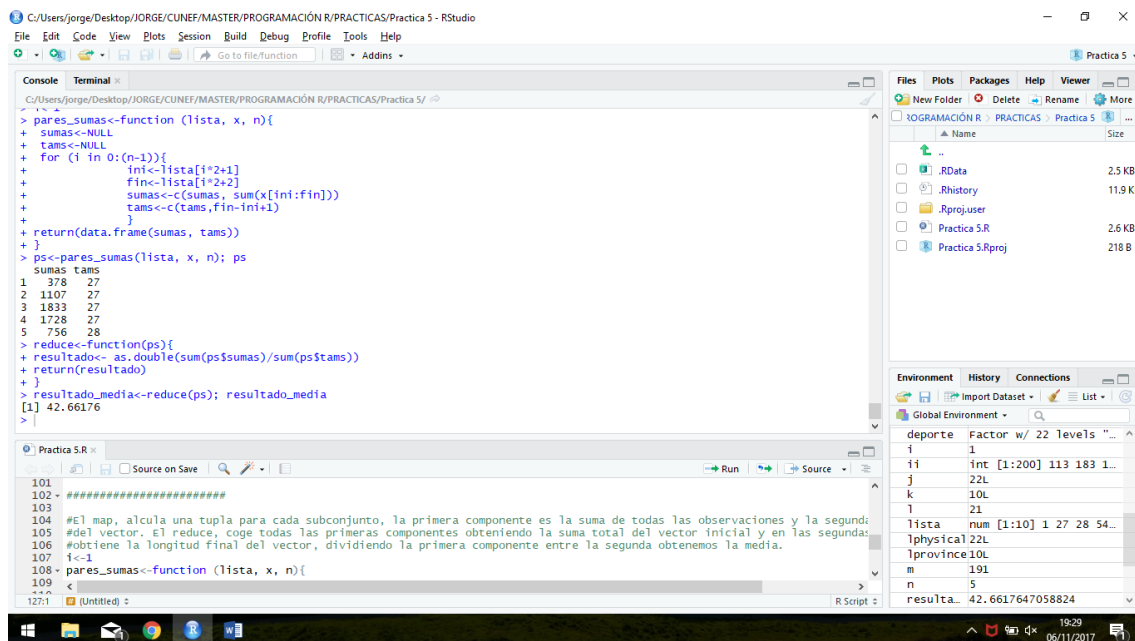 C:/Users/jorge/Desktop/JORGE/CUNEF/MASTER/PROGRAMACIÓN R/PRACTICAS/Practica 5 - RStudio
File Edit Code View Plots Session Build Debug Profile Tools Help
Go to file/function Addins Practica 5
Console Terminal
C:/Users/jorge/Desktop/JORGE/CUNEF/MASTER/PROGRAMACIÓN R/PRACTICAS/Practica 5/
> pares_sumas<-function (lista, x, n){
+ sumas<-NULL
+ tams<-NULL
+ for (i in 0:(n-1)){
+ ini<-lista[i*2+1]
+ fin<-lista[i*2+2]
+ sumas<-c(sumas, sum(x[ini:fin]))
+ tams<-c(tams,fin-ini+1)
+ }
+ return(data.frame(sumas, tams))
+ }
> ps<-pares_sumas(lista, x, n); ps
sumas tams
1 378 27
2 1107 27
3 1833 27
4 1728 27
5 756 28
> reduce<-function(ps){
+ resultado<- as.double(sum(ps$sumas)/sum(ps$tams))
+ return(resultado)
+ }
> resultado_media<-reduce(ps); resultado_media
[1] 42.66176
>
Practica 5.R
Source on Save Run Source
101
102 ########################
103
104 #El map, alcula una tupla para cada subconjunto, la primera componente es la suma de todas las observaciones y la segunda
105 #del vector. El reduce, coge todas las primeras componentes obteniendo la suma total del vector inicial y en las segundas
106 #obtiene la longitud final del vector, dividiendo la primera componente entre la segunda obtenemos la media.
107 i<-1
108 pares_sumas<-function (lista, x, n){
109
127:1 (Untitled) R Script
Files Plots Packages Help Viewer
New Folder Delete Rename More
ROGRAMACIÓN R > PRACTICAS > Practica 5 ...
Name Size
..
.RData 2.5 KB
.Rhistory 11.9 K
.Rproj.user
Practica 5.R 2.6 KB
Practica 5.Rproj 218 B
Environment History Connections
Import Dataset List
Global Environment
deporte Factor w/ 22 levels "…
i 1
ii int [1:200] 113 183 1…
j 22L
k 10L
l 21
lista num [1:10] 1 27 28 54…
lphysical 22L
lprovince 10L
m 191
n 5
resulta… 42.6617647058824
19:29
06/11/2017